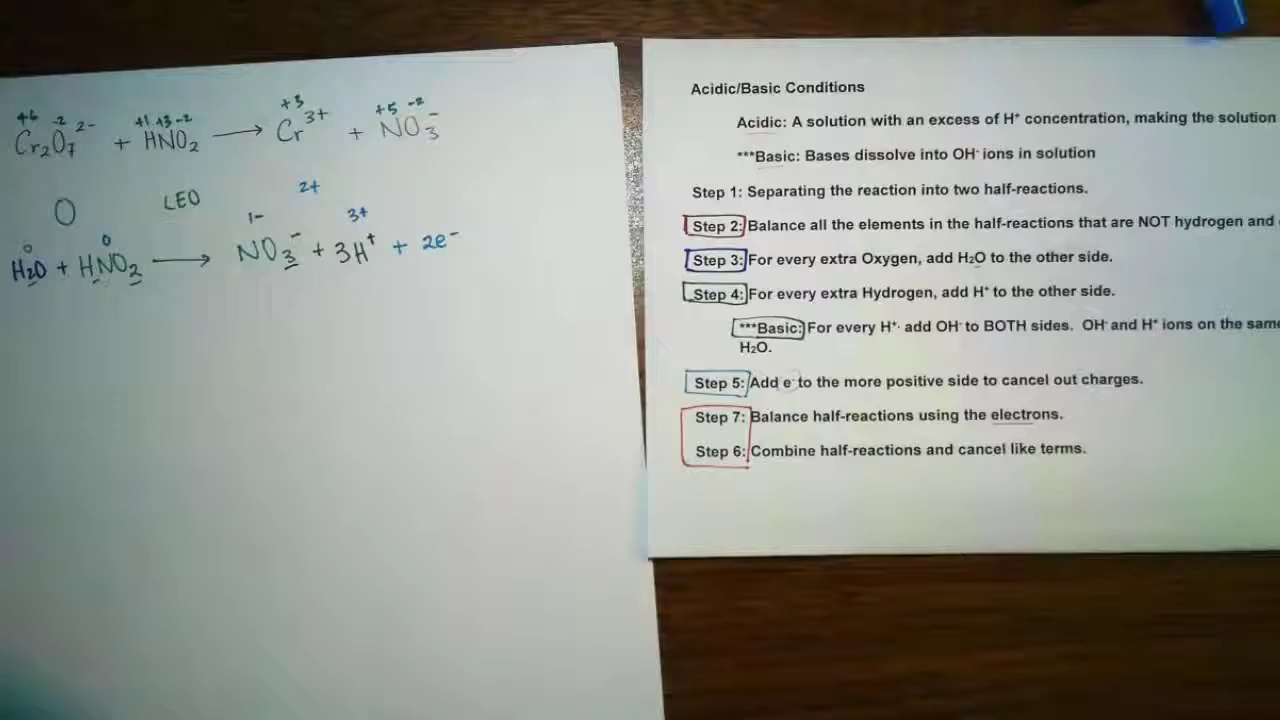 +6 -2 2- +1 +3 -2 +3 +5 -2
Cr₂O₇²⁻ + HNO₂ → Cr³⁺ + NO₃⁻
O LEO 2+
0 0 1- 3+
H₂O + HNO₂ → NO₃⁻ + 3H⁺ + 2e⁻
Acidic/Basic Conditions
Acidic: A solution with an excess of H⁺ concentration, making the solution
***Basic: Bases dissolve into OH⁻ ions in solution
Step 1: Separating the reaction into two half-reactions.
Step 2: Balance all the elements in the half-reactions that are NOT hydrogen and
Step 3: For every extra Oxygen, add H₂O to the other side.
Step 4: For every extra Hydrogen, add H⁺ to the other side.
***Basic: For every H⁺, add OH⁻ to BOTH sides. OH⁻ and H⁺ ions on the same
H₂O.
Step 5: Add e⁻ to the more positive side to cancel out charges.
Step 7: Balance half-reactions using the electrons.
Step 6: Combine half-reactions and cancel like terms.